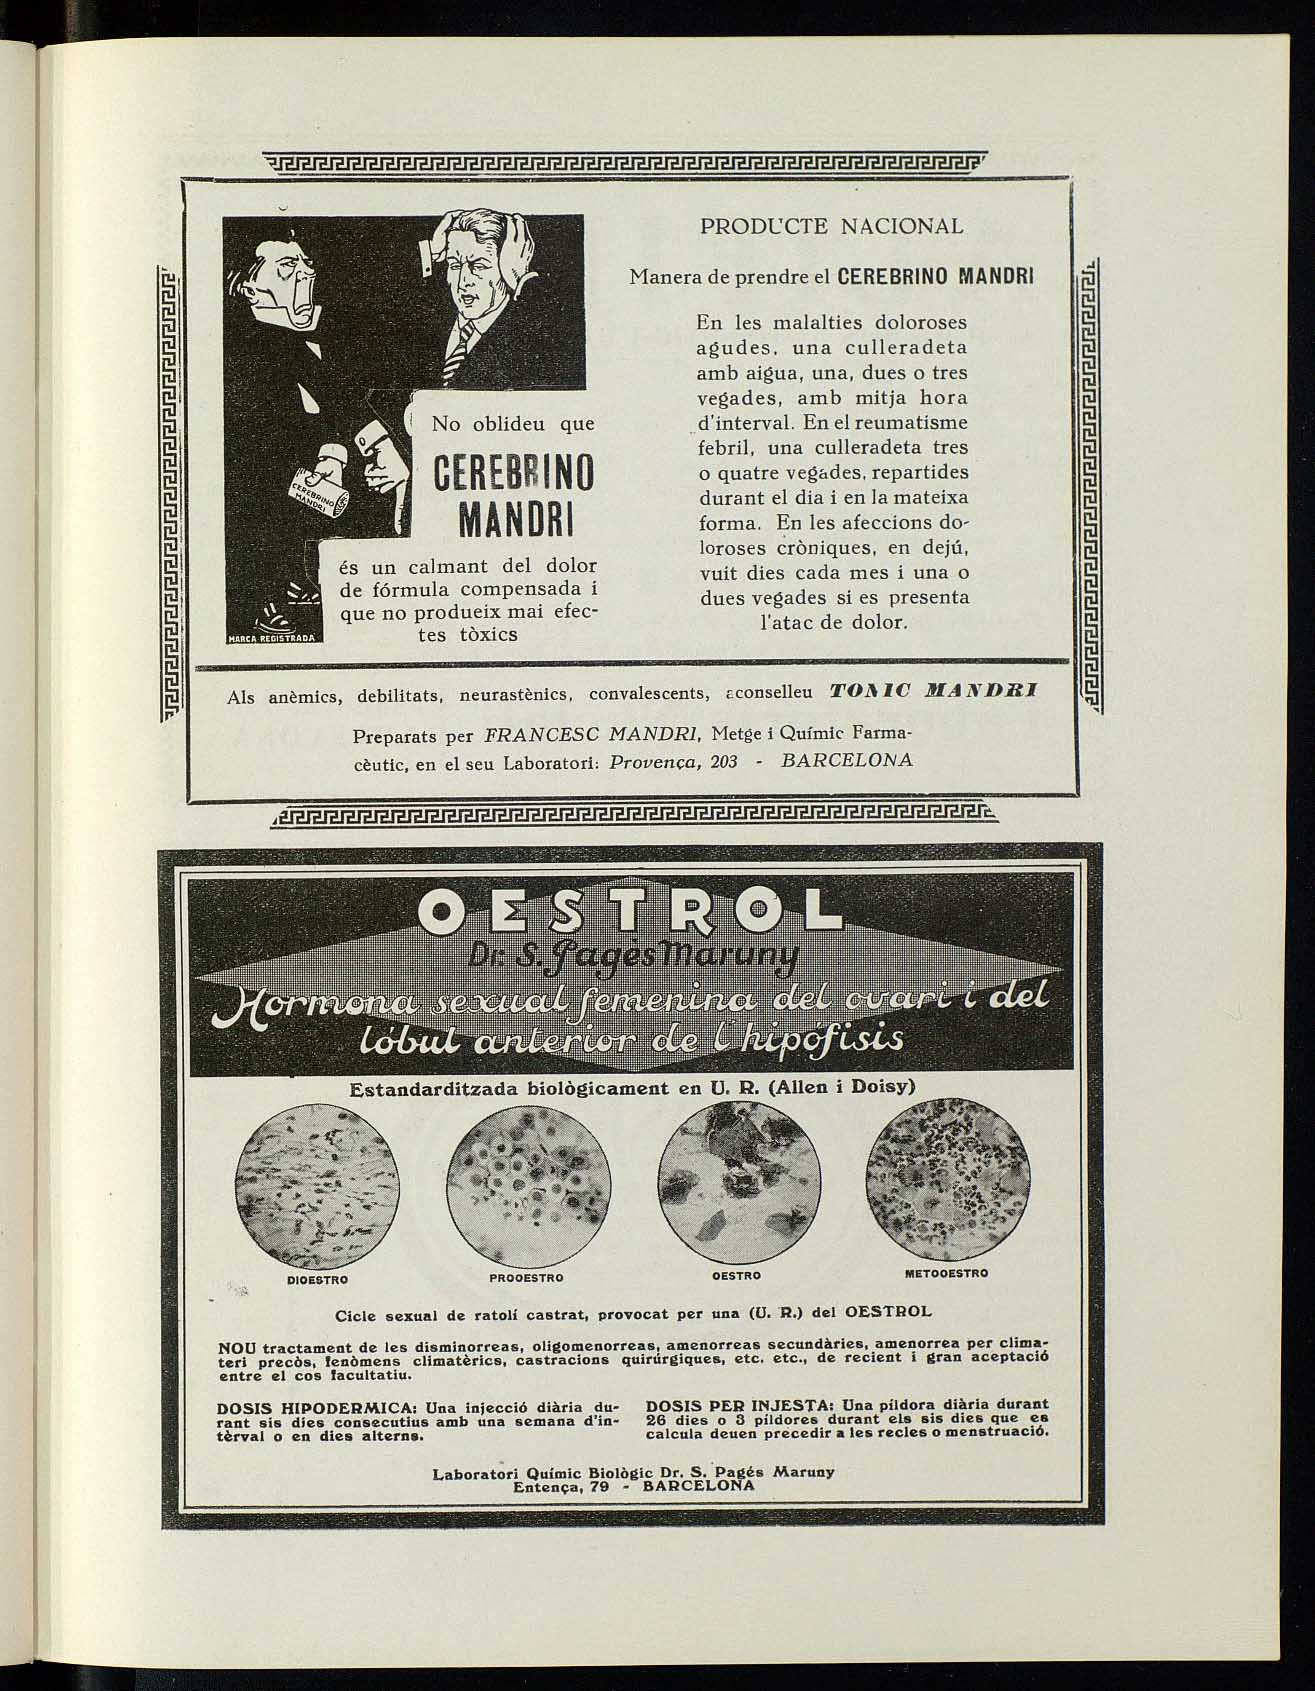 PRODUCTE NACIONAL
Manera de prendre el CEREBRINO MANDRI
En les malalties doloroses
agudes, una culleradeta
amb aigua, una, dues o tres
vegades, amb mitja hora
d'interval. En el reumatisme
febril, una culleradeta tres
o quatre vegades, repartides
durant el dia i en la mateixa
forma. En les afeccions do-
loroses cròniques, en dejú,
vuit dies cada mes i una o
dues vegades si es presenta
l'atac de dolor.
CEREBRINO
MANDRI
MARCA REGISTRADA
No oblideu que
CEREBRINO
MANDRI
és un calmant del dolor
de fórmula compensada i
que no produeix mai efec-
tes tòxics
Als anèmics, debilitats, neurastènics, convalescents, aconselleu TONIC MANDRI
Preparats per FRANCESC MANDRI, Metge i Químic Farma-
cèutic, en el seu Laboratori: Provença, 203 - BARCELONA
OESTROL
Dr. S. Pagès Maruny
Hormona sexual femenina del ovari i del
lóbul anterior de l'hipófisis
Estandarditzada biològicament en U. R. (Allen i Doisy)
DIOESTRO
PROOESTRO
OESTRO
METOOESTRO
Cicle sexual de ratolí castrat, provocat per una (U. R.) del OESTROL
NOU tractament de les disminorreas, oligomenorreas, amenorreas secundàries, amenorrea per clima-
teri precòs, fenòmens climatèrics, castracions quirúrgiques, etc. etc., de recient i gran aceptació
entre el cos facultatiu.
DOSIS HIPODERMICA: Una injecció diària du-
rant sis dies consecutius amb una semana d'in-
tèrval o en dies alterns.
DOSIS PER INJESTA: Una píldora diària durant
26 dies o 3 píldores durant els sis dies que es
calcula deuen precedir a les recles o menstruació.
Laboratori Químic Biològic Dr. S. Pagés Maruny
Entença, 79 - BARCELONA